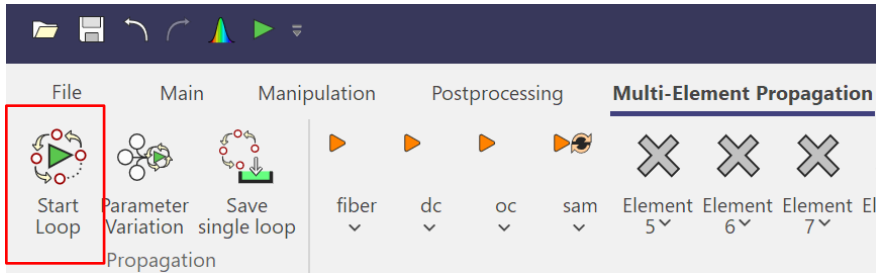 File Main Manipulation Postprocessing Multi-Element Propagation
Start Parameter Save fiber dc oc sam Element Element Element El
Loop Variation single loop 5 6 7
Propagation